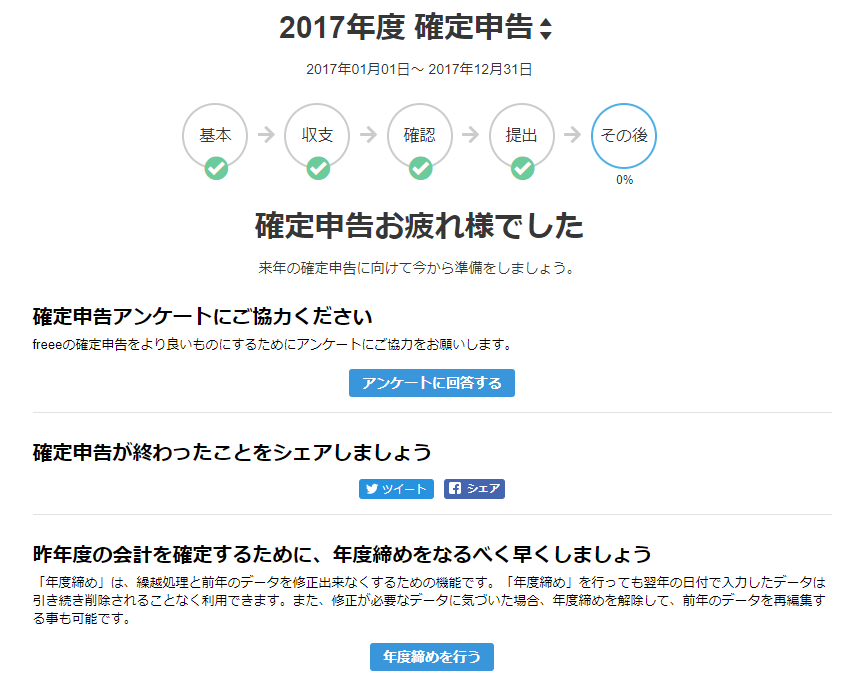 2017年度 確定申告
2017年01月01日～ 2017年12月31日
基本
収支
確認
提出
その後
0%
確定申告お疲れ様でした
来年の確定申告に向けて今から準備をしましょう。
確定申告アンケートにご協力ください
freeeの確定申告をより良いものにするためにアンケートにご協力をお願いします。
アンケートに回答する
確定申告が終わったことをシェアしましょう
ツイート
シェア
昨年度の会計を確定するために、年度締めをなるべく早くしましょう
「年度締め」は、繰越処理と前年のデータを修正出来なくするための機能です。「年度締め」を行っても翌年の日付で入力したデータは
引き続き削除されることなく利用できます。また、修正が必要なデータに気づいた場合、年度締めを解除して、前年のデータを再編集す
る事も可能です。
年度締めを行う